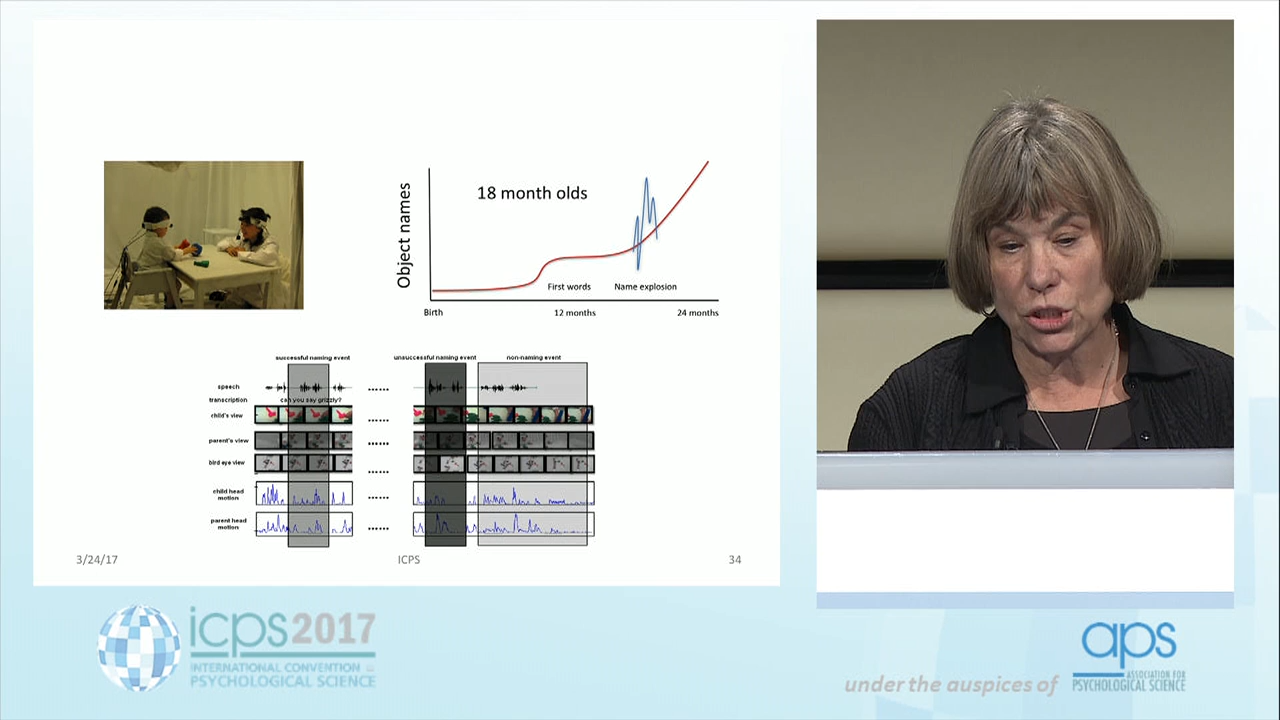 Object names
18 month olds
First words
Name explosion
Birth
12 months
24 months
successful naming event
unsuccessful naming event
non-naming event
speech
......
transcription
can you say grizzly?
child's view
......
parent's view
......
bird eye view
......
child head
motion
......
parent head
motion
......
3/24/17
ICPS
34
icps2017
INTERNATIONAL CONVENTION
PSYCHOLOGICAL SCIENCE
under the auspices of
aps
ASSOCIATION FOR
PSYCHOLOGICAL SCIENCE